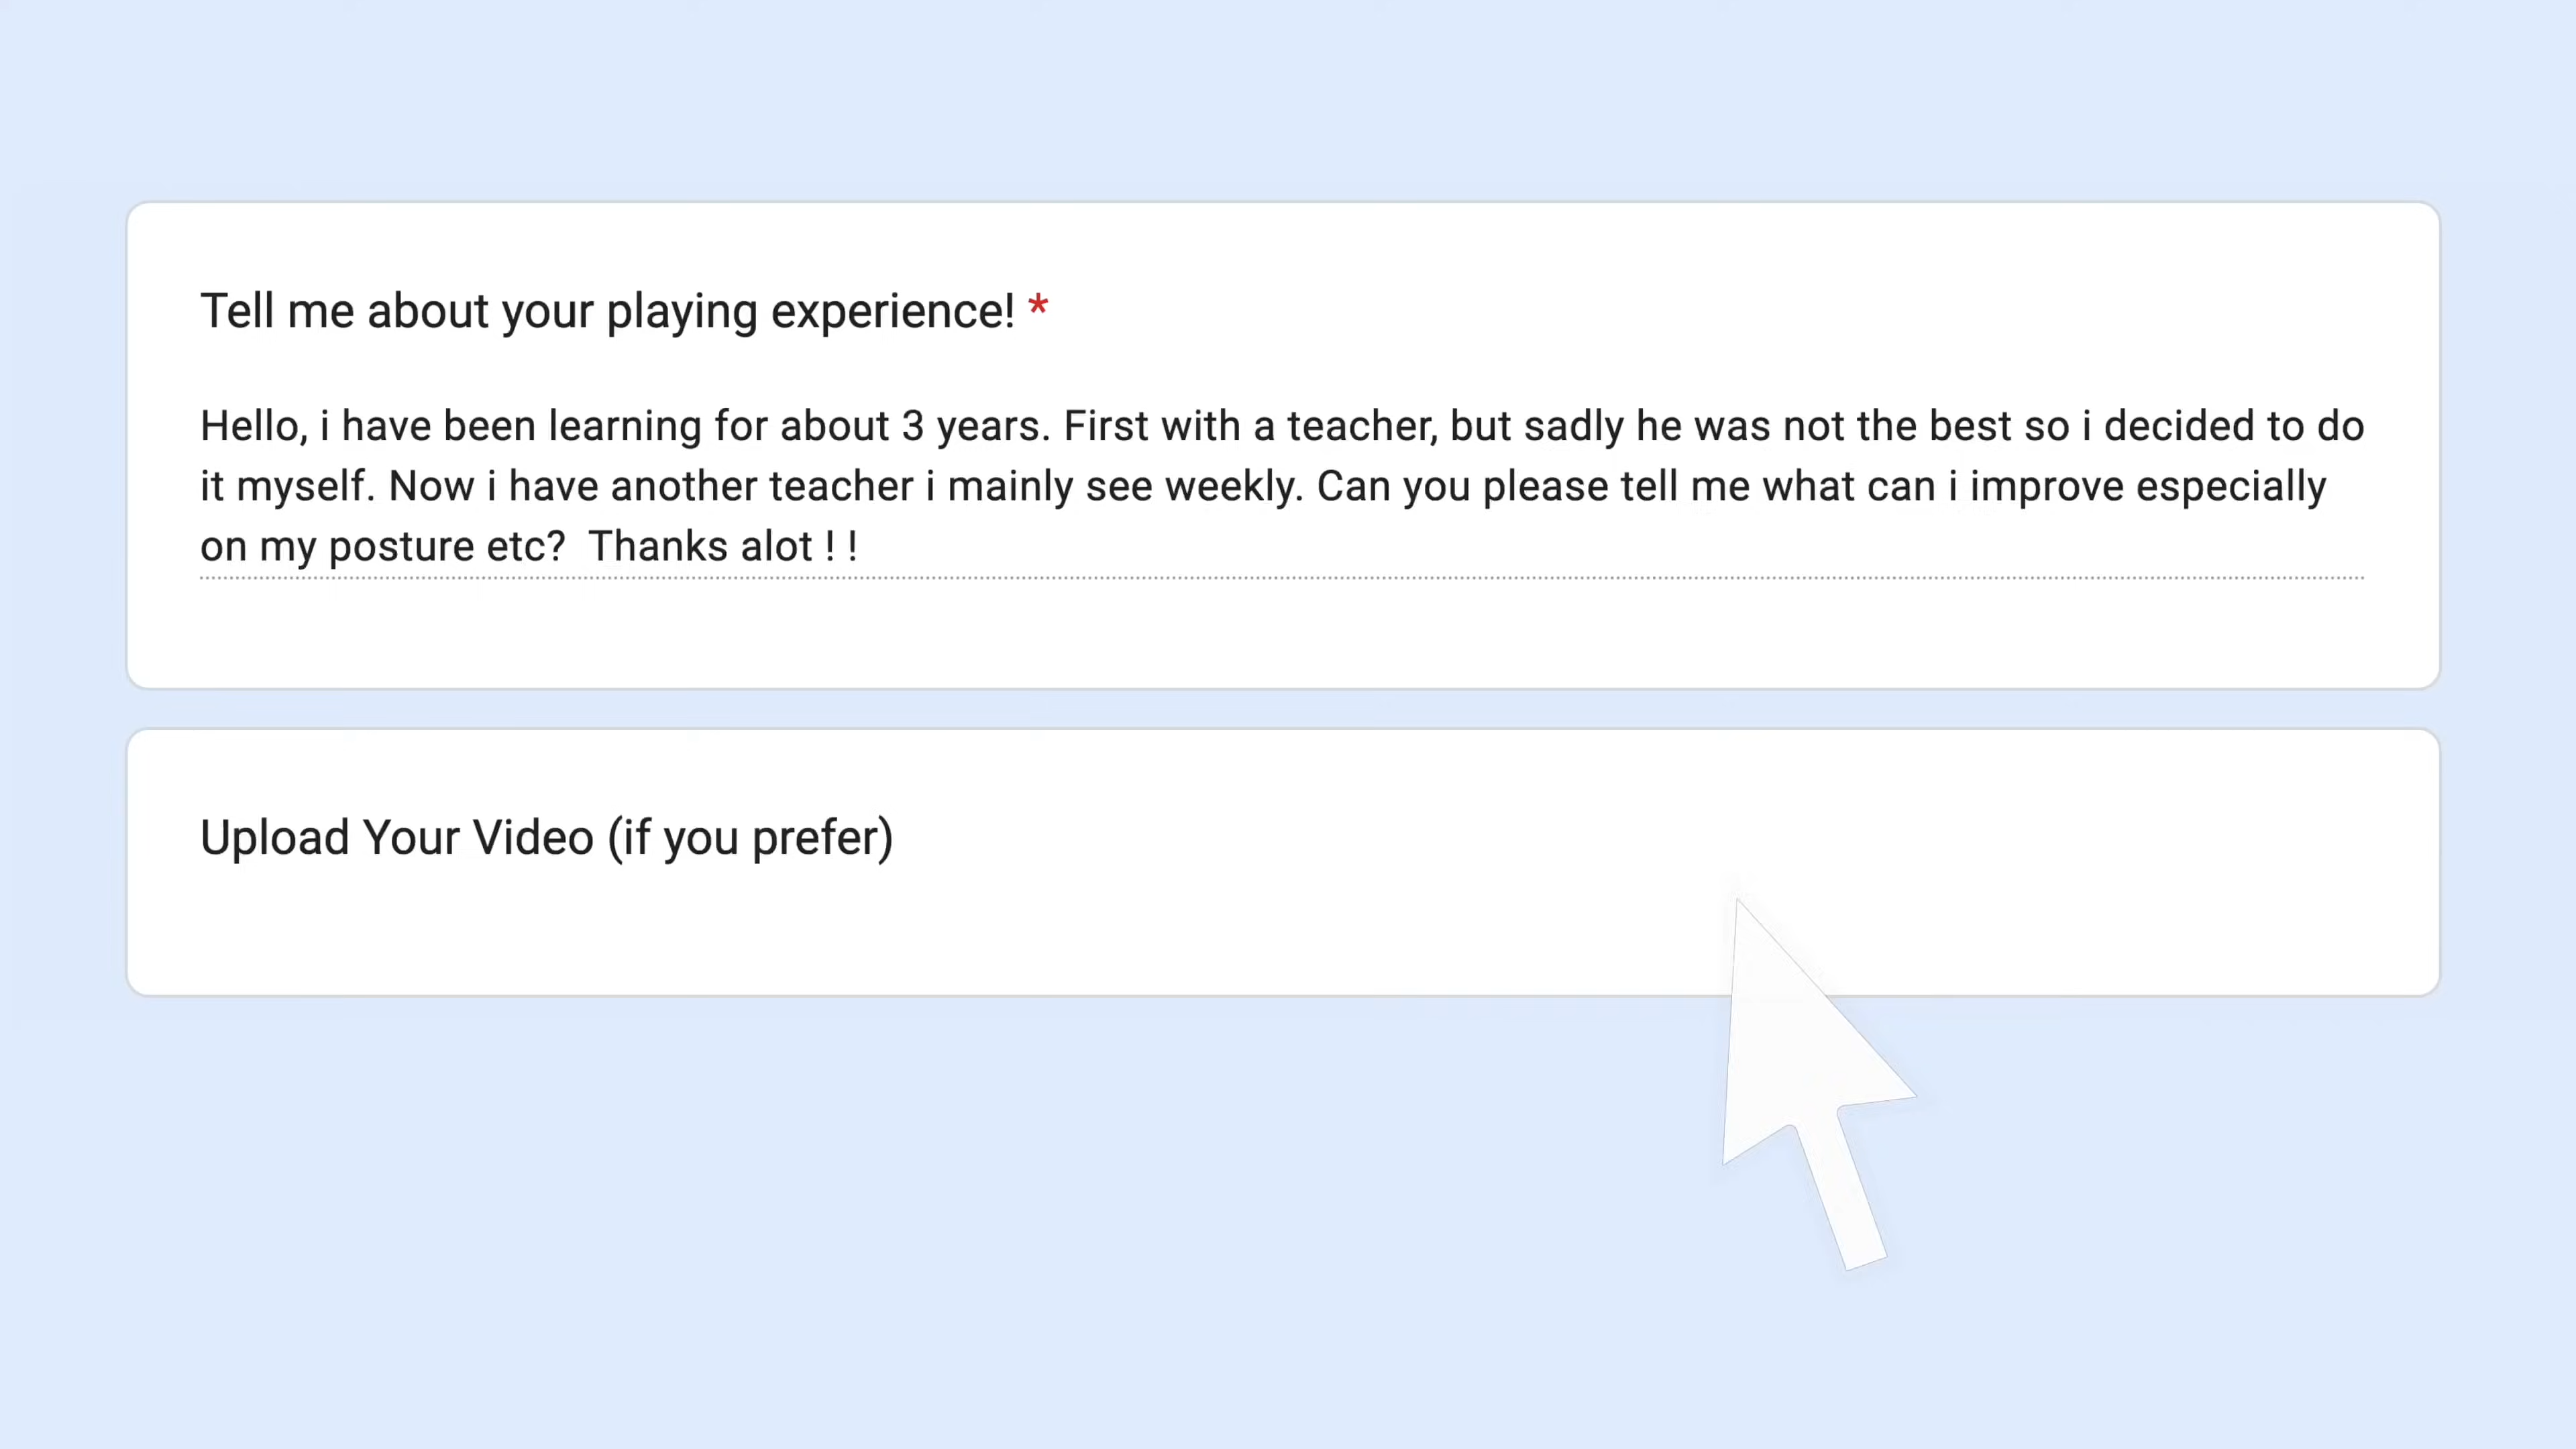 Tell me about your playing experience! *
Hello, i have been learning for about 3 years. First with a teacher, but sadly he was not the best so i decided to do
it myself. Now i have another teacher i mainly see weekly. Can you please tell me what can i improve especially
on my posture etc?  Thanks alot ! !
Upload Your Video (if you prefer)